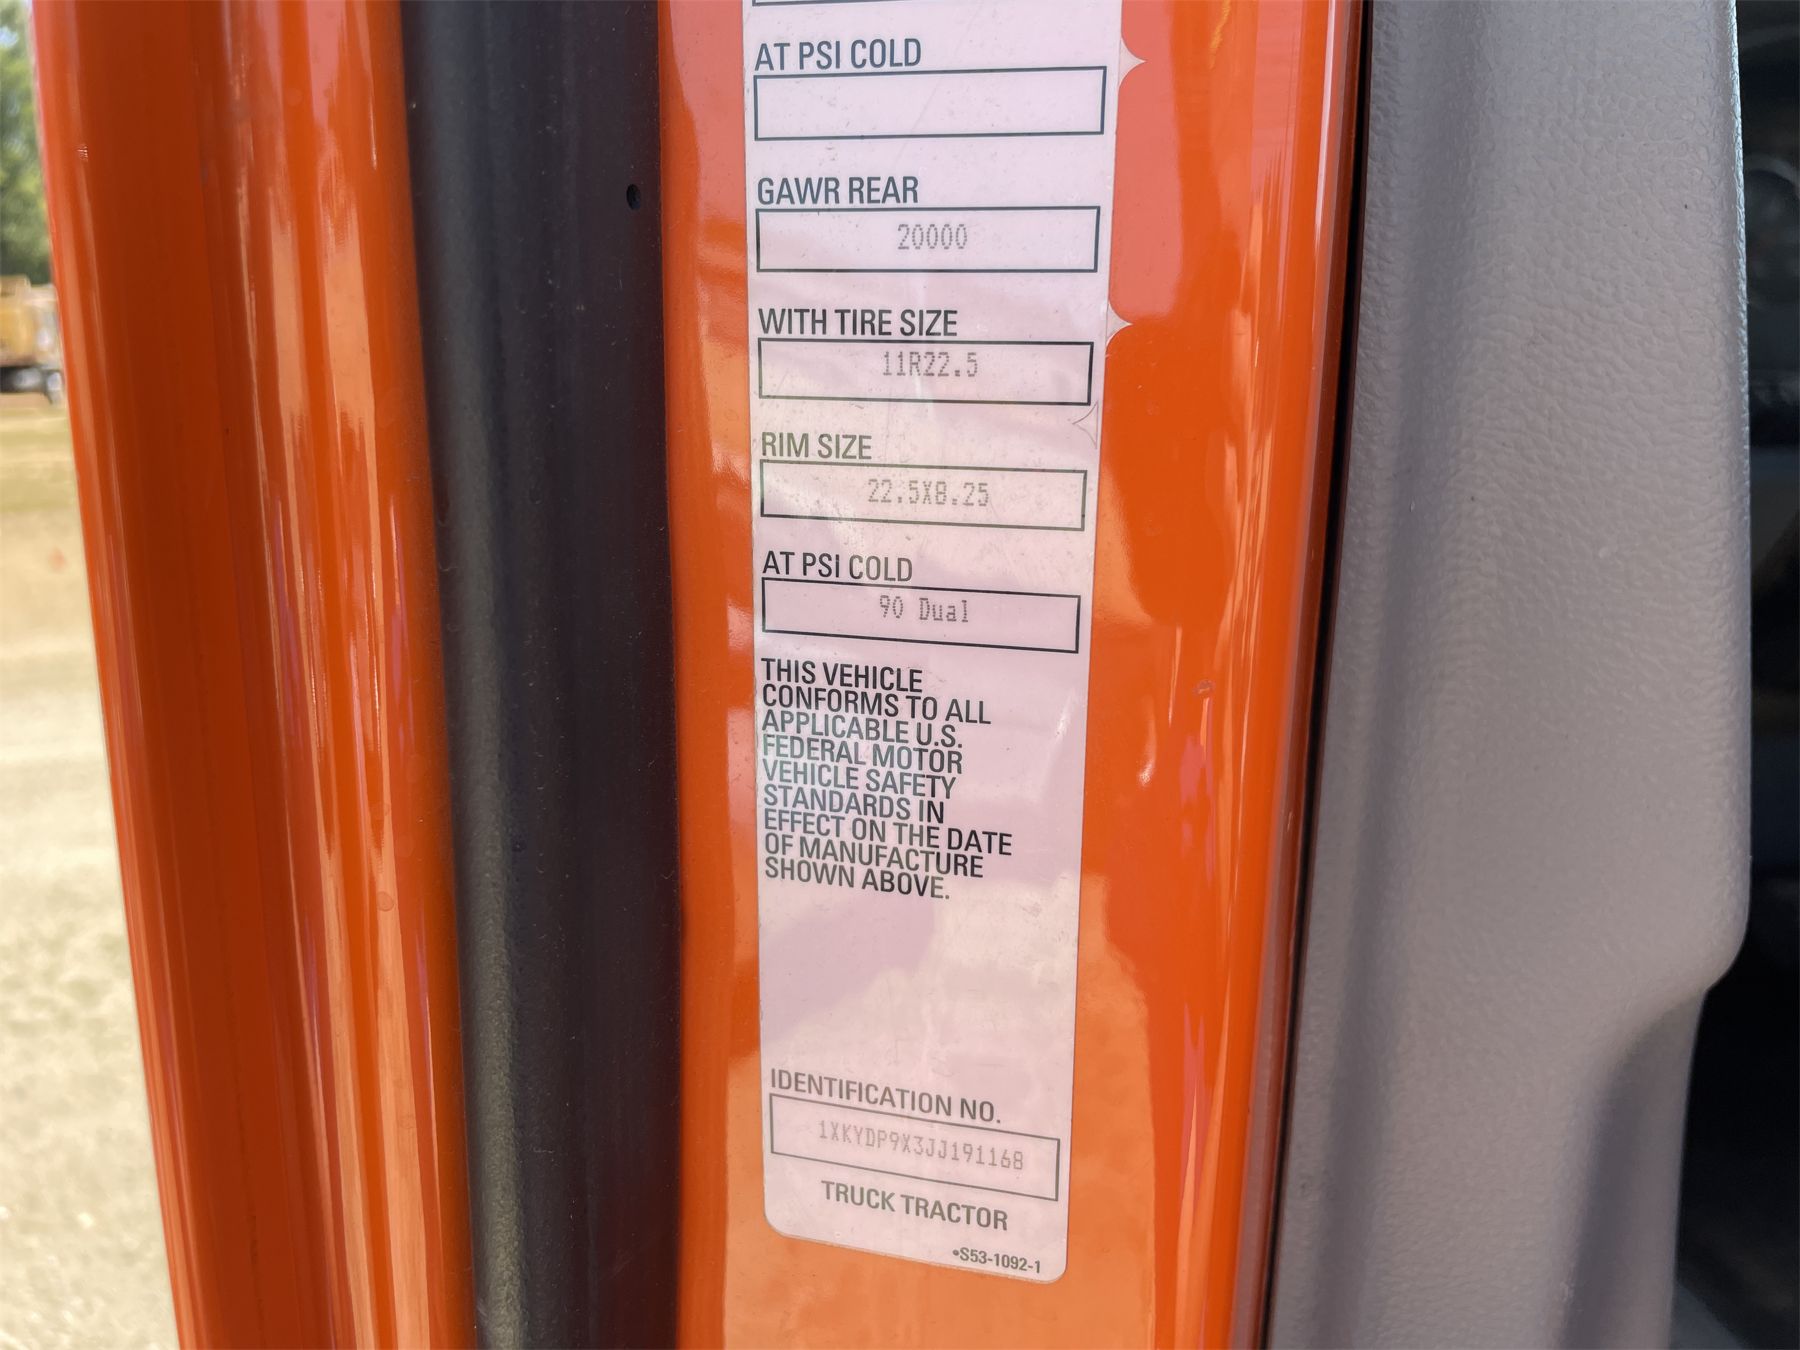 AT PSI COLD
GAWR REAR
20000
WITH TIRE SIZE
11R22.5
RIM SIZE
22.5X8.25
AT PSI COLD
90 Dual
THIS VEHICLE
CONFORMS TO ALL
APPLICABLE U.S.
FEDERAL MOTOR
VEHICLE SAFETY
STANDARDS IN
EFFECT ON THE DATE
OF MANUFACTURE
SHOWN ABOVE.
IDENTIFICATION NO.
1XKYDP9X3JJ191168
TRUCK TRACTOR
•S53-1092-1